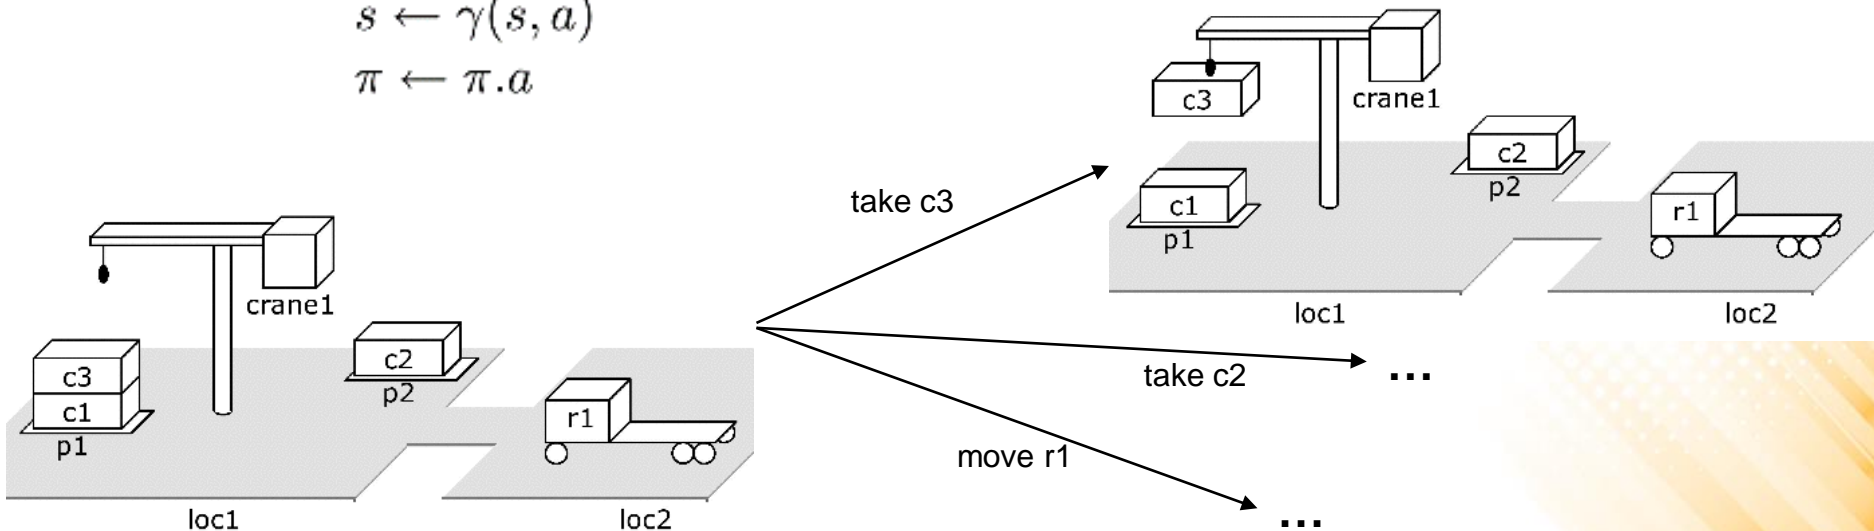 s ← γ(s, a)
π ← π.a
c3
crane1
c2
p2
c1
p1
r1
loc1
loc2
take c3
take c2
...
move r1
...
crane1
c3
c1
p1
c2
p2
r1
loc1
loc2